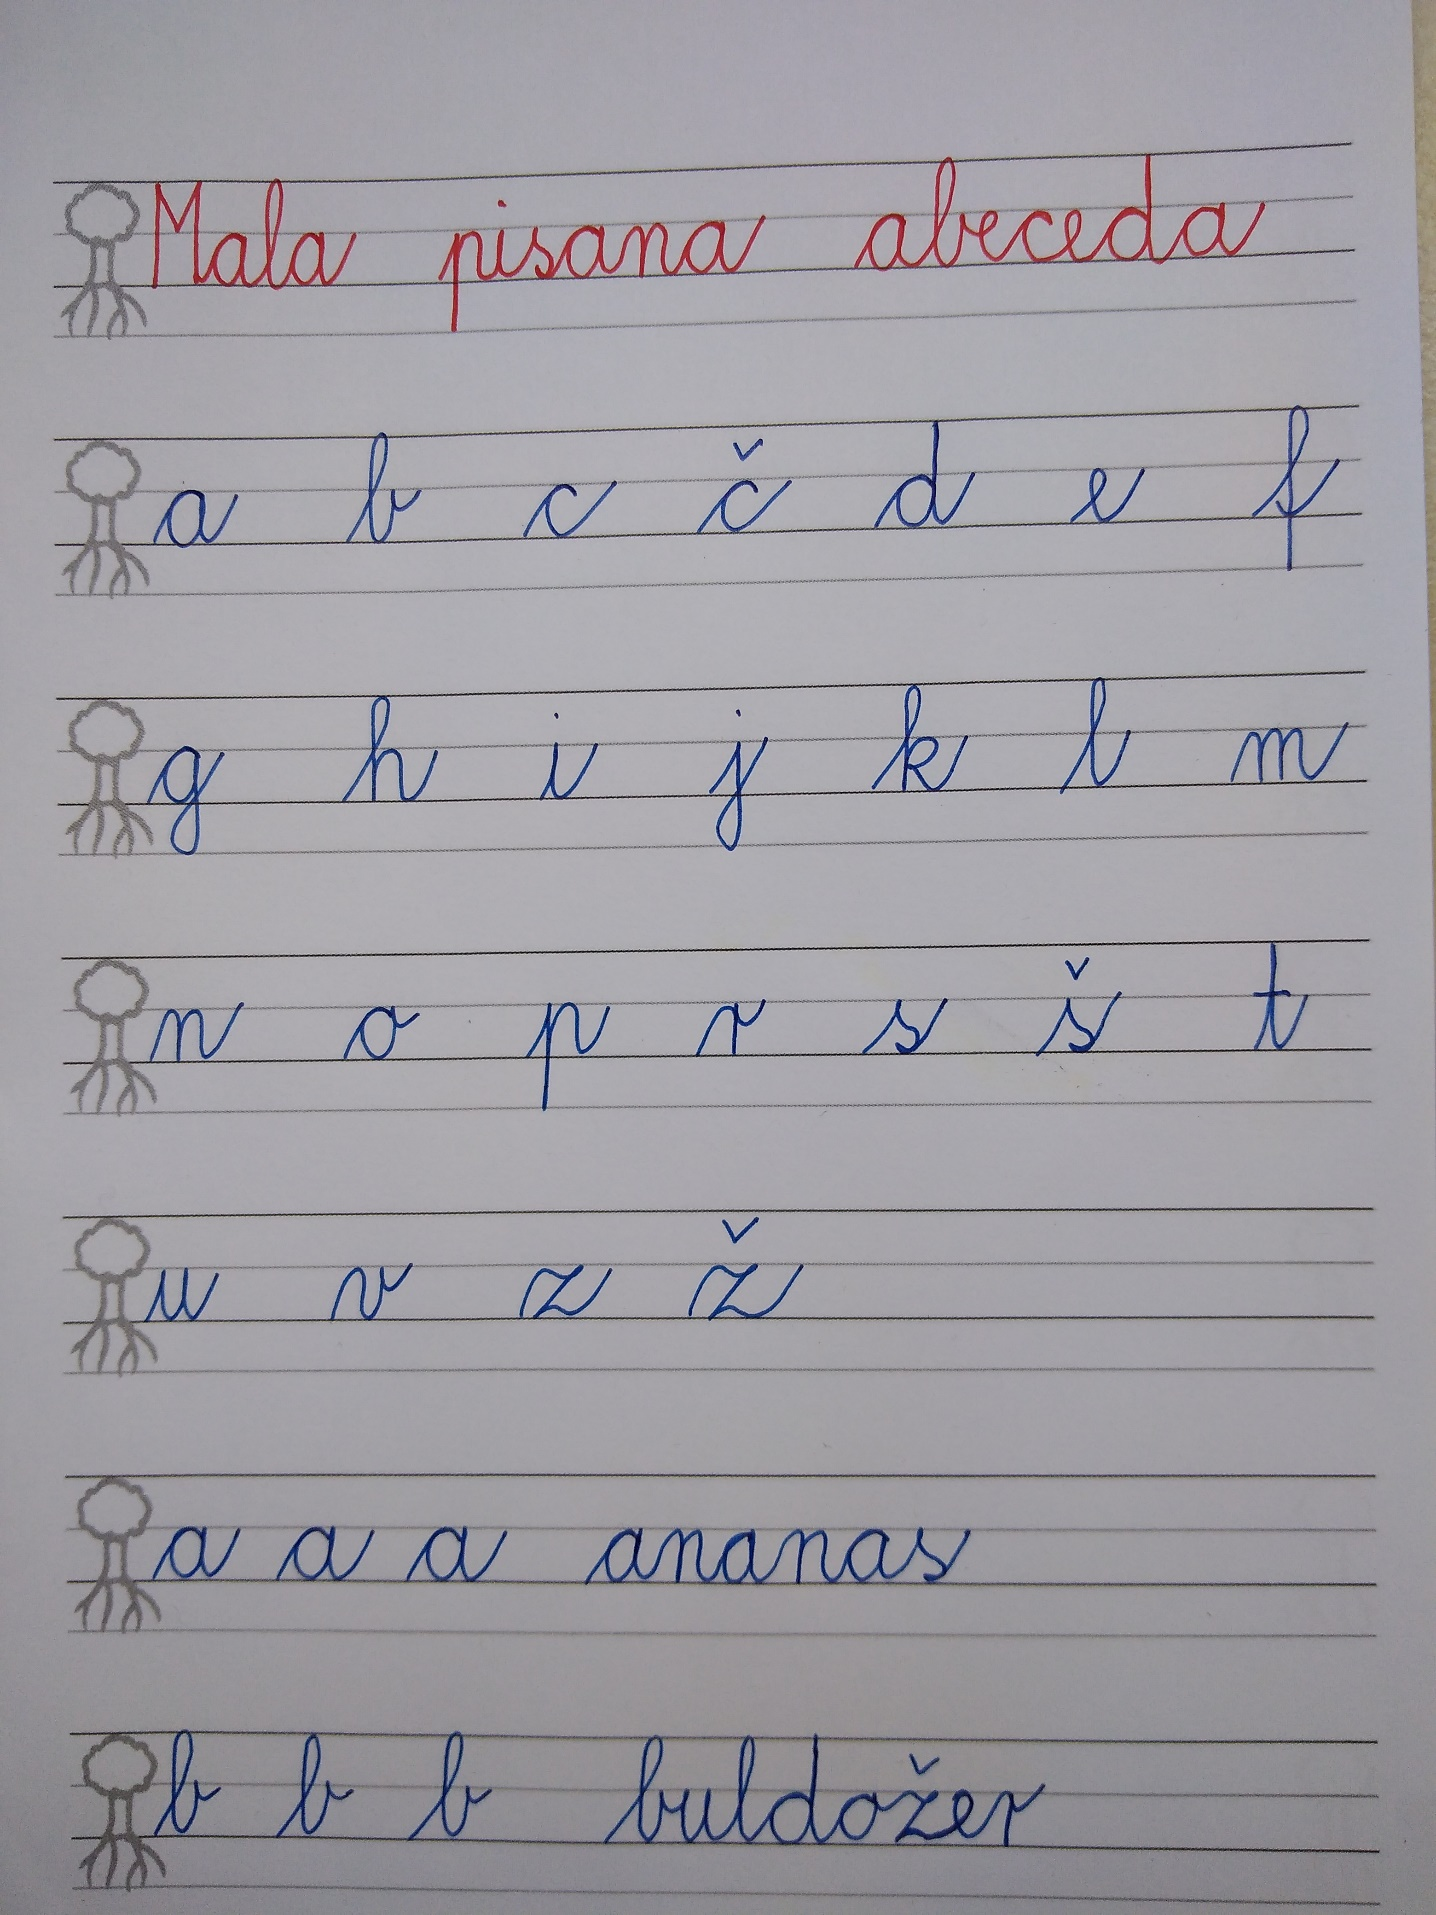 Mala pisana abeceda
a b c č d e f
g h i j k l m
n o p r s š t
u v z ž
a a a ananas
b b b buldožer